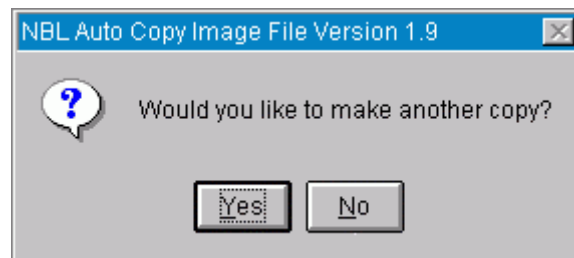 NBL Auto Copy Image File Version 1.9
?
Would you like to make another copy?
Yes No